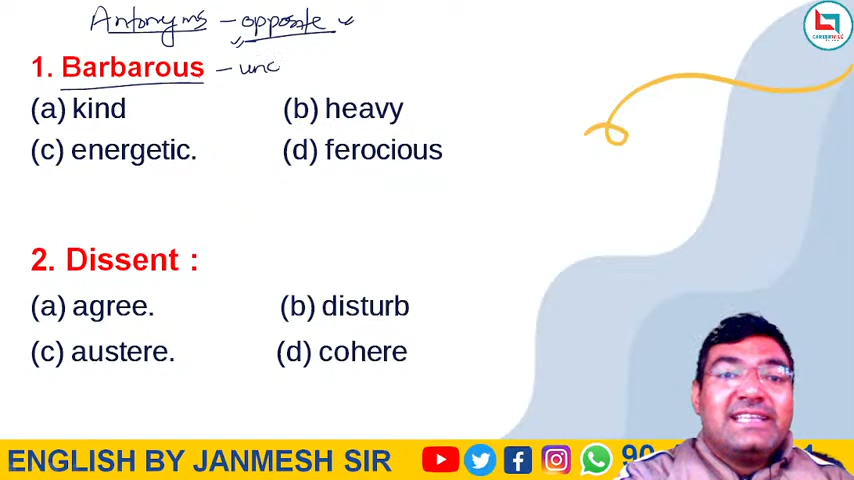 Antonyms - opposite
1. Barbarous - unc
(a) kind (b) heavy
(c) energetic. (d) ferocious
2. Dissent :
(a) agree. (b) disturb
(c) austere. (d) cohere
ENGLISH BY JANMESH SIR